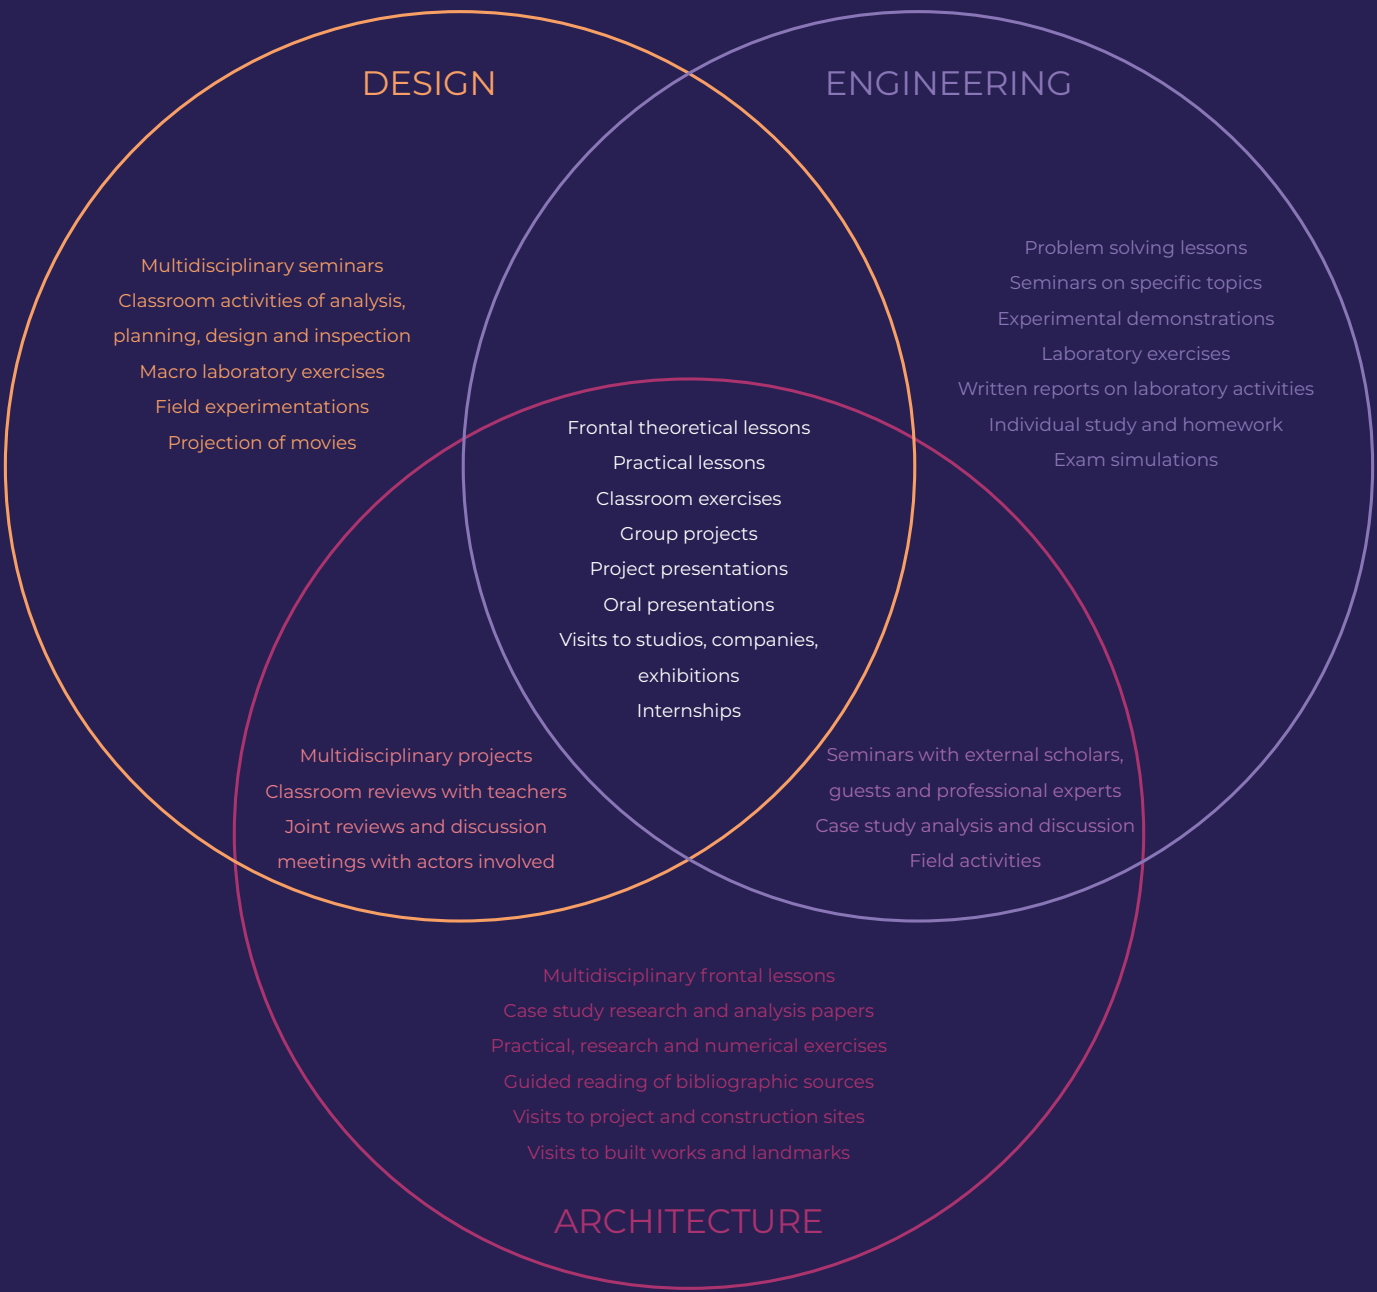 DESIGN
ENGINEERING
Multidisciplinary seminars
Classroom activities of analysis,
planning, design and inspection
Macro laboratory exercises
Field experimentations
Projection of movies
Problem solving lessons
Seminars on specific topics
Experimental demonstrations
Laboratory exercises
Written reports on laboratory activities
Individual study and homework
Exam simulations
Frontal theoretical lessons
Practical lessons
Classroom exercises
Group projects
Project presentations
Oral presentations
Visits to studios, companies,
exhibitions
Internships
Multidisciplinary projects
Classroom reviews with teachers
Joint reviews and discussion
meetings with actors involved
Seminars with external scholars,
guests and professional experts
Case study analysis and discussion
Field activities
Multidisciplinary frontal lessons
Case study research and analysis papers
Practical, research and numerical exercises
Guided reading of bibliographic sources
Visits to project and construction sites
Visits to built works and landmarks
ARCHITECTURE